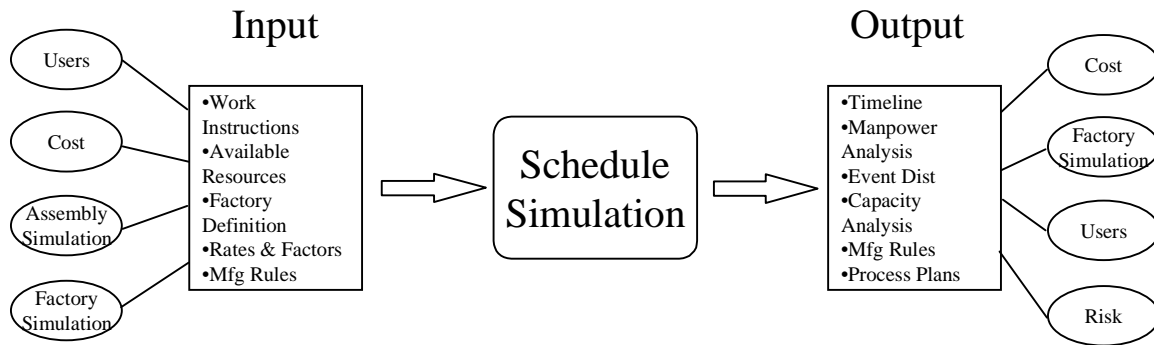 Input
Output
Users
Cost
Assembly
Simulation
Factory
Simulation
•Work
Instructions
•Available
Resources
•Factory
Definition
•Rates & Factors
•Mfg Rules
Schedule
Simulation
•Timeline
•Manpower
Analysis
•Event Dist
•Capacity
Analysis
•Mfg Rules
•Process Plans
Cost
Factory
Simulation
Users
Risk